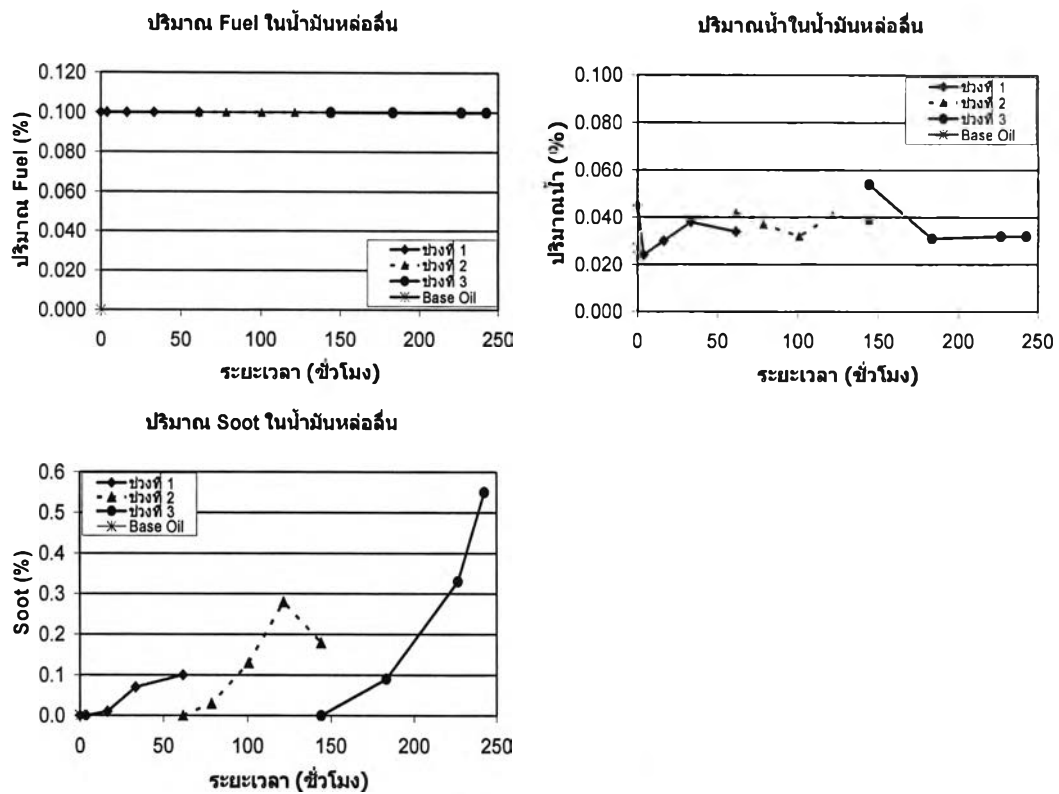 ปริมาณ Fuel ในน้ำมันหล่อลื่น
ปริมาณ Fuel (%)
0.120
0.100
0.080
0.060
0.040
0.020
0.000
ช่วงที่ 1
ช่วงที่ 2
ช่วงที่ 3
Base Oil
0 50 100 150 200 250
ระยะเวลา (ชั่วโมง)
ปริมาณน้ำในน้ำมันหล่อลื่น
ปริมาณน้ำ (%)
0.100
0.080
0.060
0.040
0.020
0.000
ช่วงที่ 1
ช่วงที่ 2
ช่วงที่ 3
Base Oil
0 50 100 150 200 250
ระยะเวลา (ชั่วโมง)
ปริมาณ Soot ในน้ำมันหล่อลื่น
Soot (%)
0.6
0.5
0.4
0.3
0.2
0.1
0.0
ช่วงที่ 1
ช่วงที่ 2
ช่วงที่ 3
Base Oil
0 50 100 150 200 250
ระยะเวลา (ชั่วโมง)